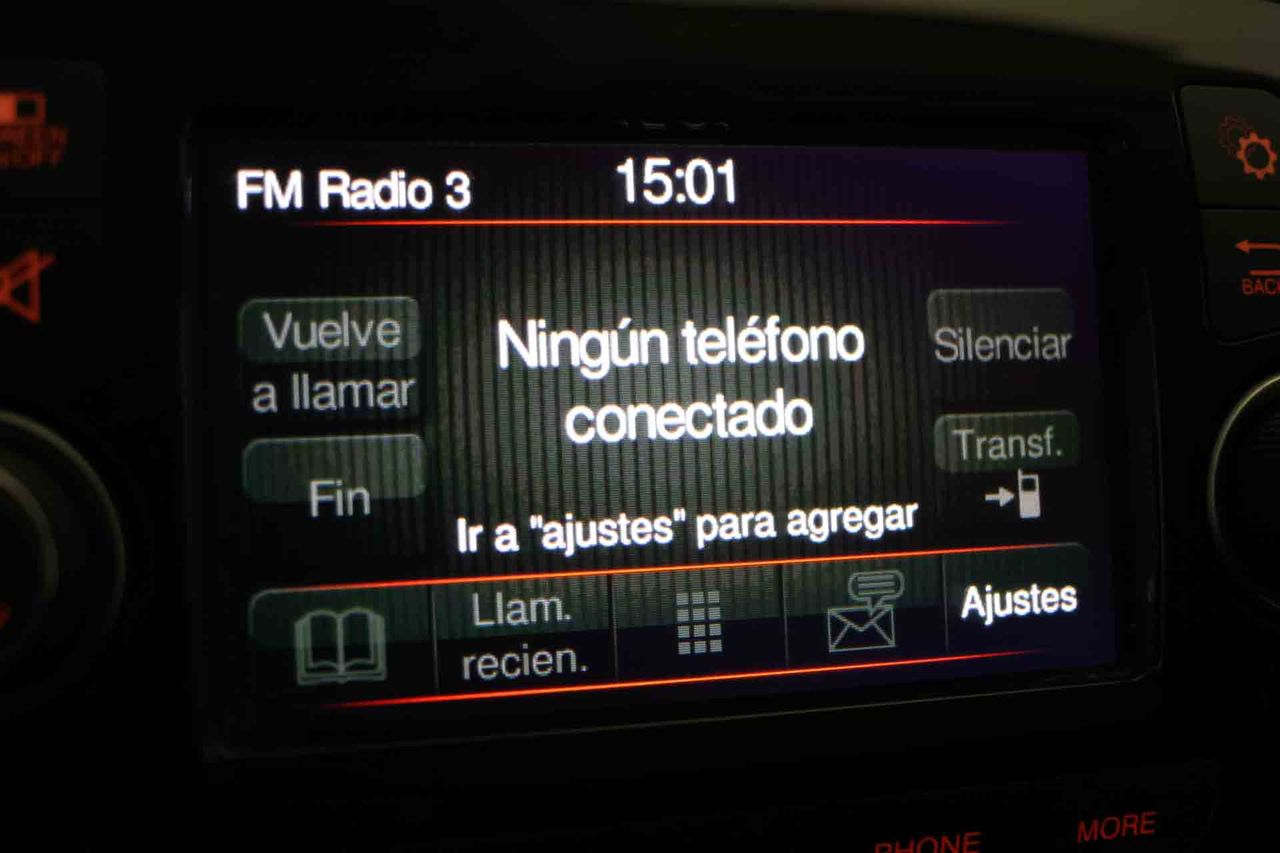 FM Radio 3
15:01
Vuelve
a llamar
Ningún teléfono
conectado
Silenciar
Fin
Transf.
Ir a "ajustes" para agregar
Llam.
recien.
Ajustes
PHONE
MORE